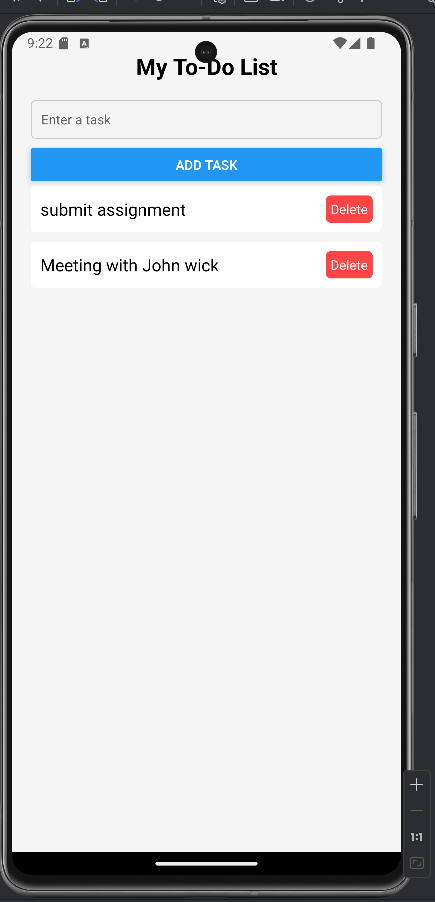 9:22
My To-Do List
Enter a task
ADD TASK
submit assignment Delete
Meeting with John wick Delete
1:1